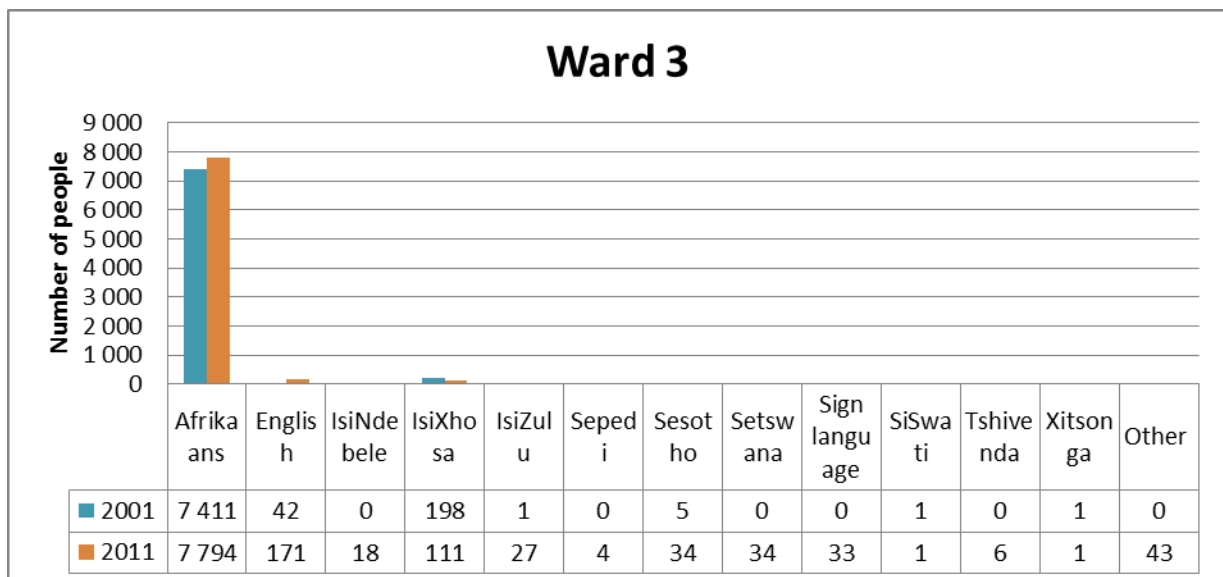 Ward 3
Number of people
9 000
8 000
7 000
6 000
5 000
4 000
3 000
2 000
1 000
0
Afrika English IsiNde IsiXho IsiZul Seped Sesot Setsw Sign SiSwa Tshive Xitson Other
ans bele sa u i ho ana langu ti nda ga
age
2001 7 411 42 0 198 1 0 5 0 0 1 0 1 0
2011 7 794 171 18 111 27 4 34 34 33 1 6 1 43